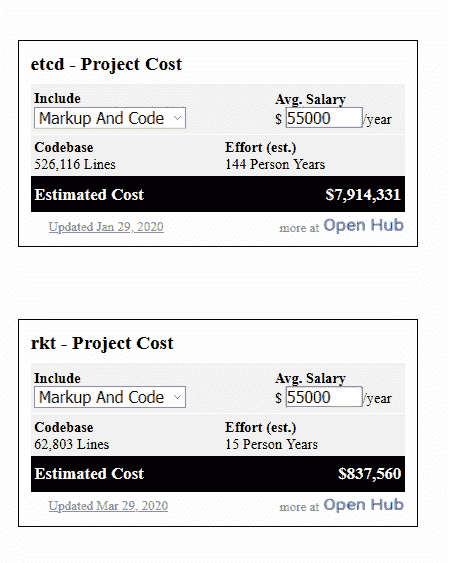 etcd - Project Cost
Include Avg. Salary
Markup And Code $ 55000 /year
Codebase Effort (est.)
526,116 Lines 144 Person Years
Estimated Cost $7,914,331
Updated Jan 29, 2020 more at Open Hub
rkt - Project Cost
Include Avg. Salary
Markup And Code $ 55000 /year
Codebase Effort (est.)
62,803 Lines 15 Person Years
Estimated Cost $837,560
Updated Mar 29, 2020 more at Open Hub